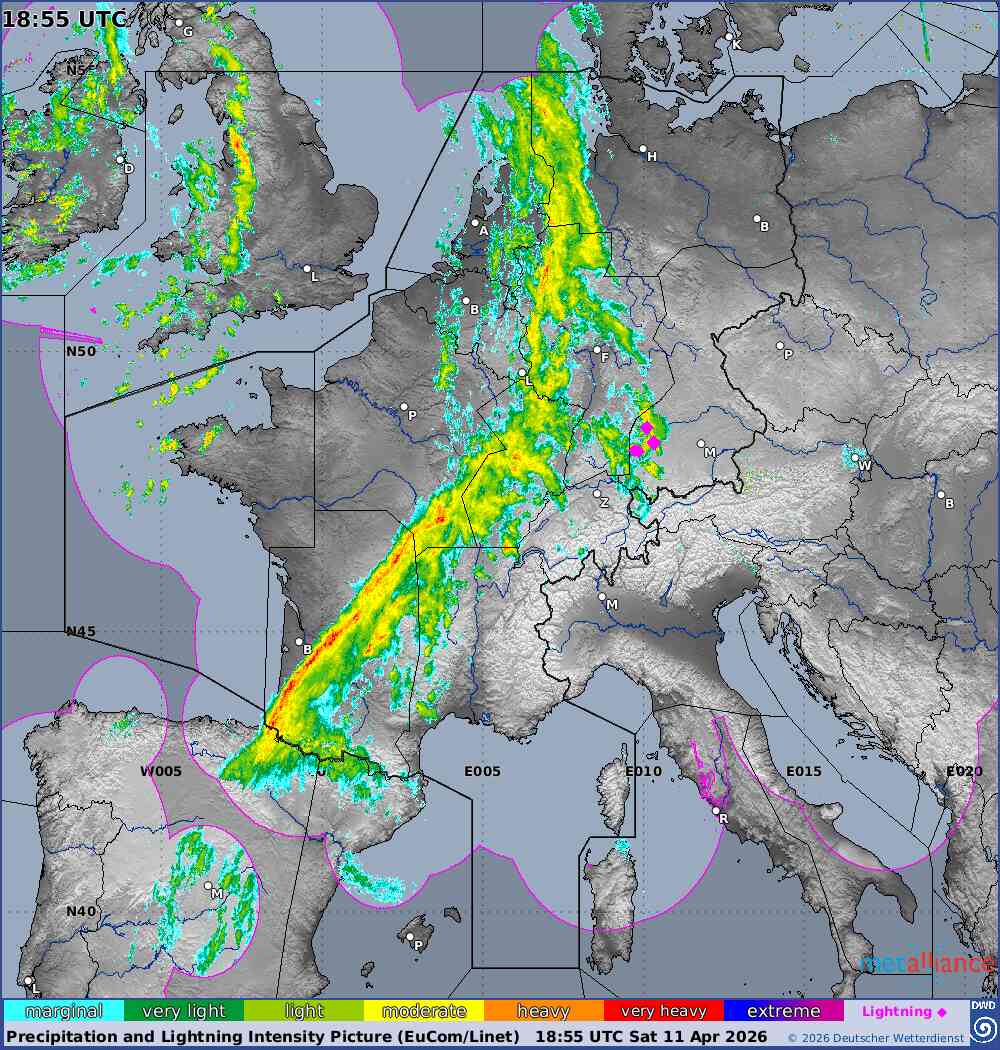 18:55 UTC
G
K
N55
D
H
B
A
L
B
N50
F
P
L
P
M
W
Z
B
M
N45
B
W005
0
E005
E010
E015
E020
R
M
N40
P
L
metalliance
marginal very light light moderate heavy very heavy extreme Lightning ◆ DWD
Precipitation and Lightning Intensity Picture (EuCom/Linet) 18:55 UTC Sat 11 Apr 2026 © 2026 Deutscher Wetterdienst